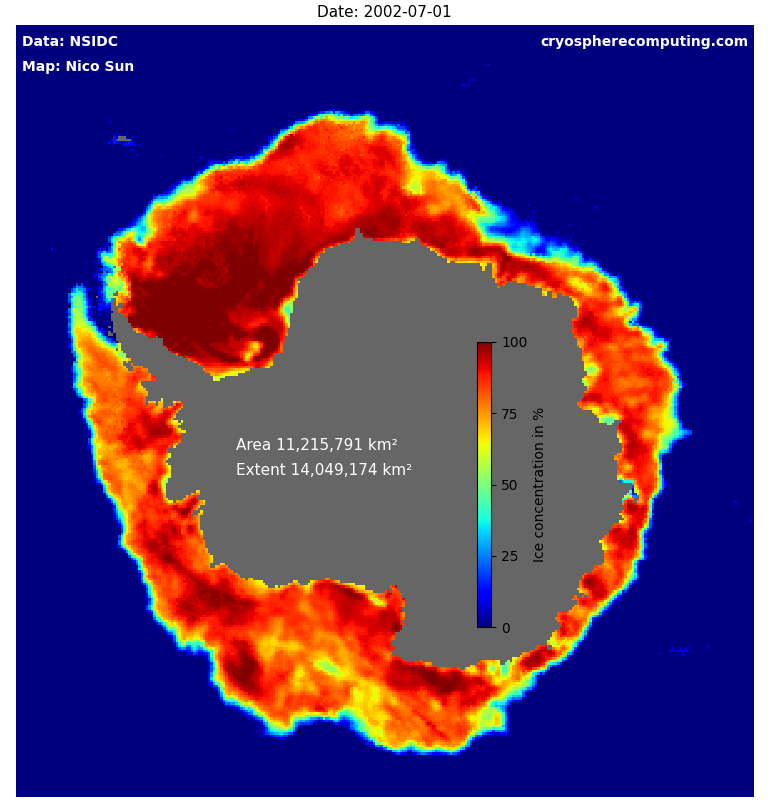 Date: 2002-07-01
Data: NSIDC
cryospherecomputing.com
Map: Nico Sun
100
75
50
25
0
Ice concentration in %
Area 11,215,791 km²
Extent 14,049,174 km²